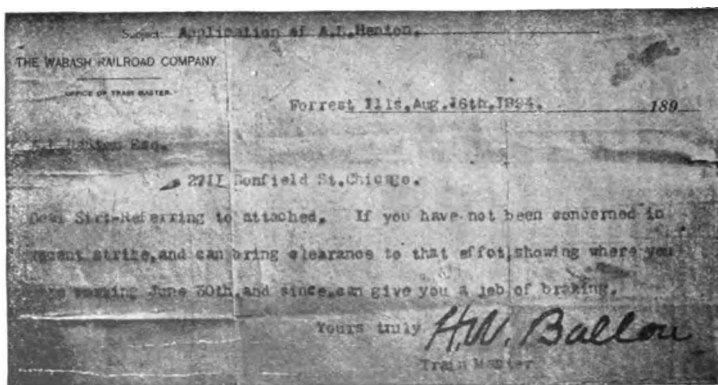 Subject: Application of A.L.Henton.
THE WABASH RAILROAD COMPANY.
OFFICE OF TRAIN MASTER.
Forrest Ills,Aug.16th,1894. 189
Esq.
2711 Bonfield St.Chicago.
Dear Sir:-Referring to attached. If you have not been concerned in
recent strike,and can bring clearance to that effot,showing where you
were working June 30th,and since,can give you a job of braking.
Yours truly H.W. Ballou
Train Master